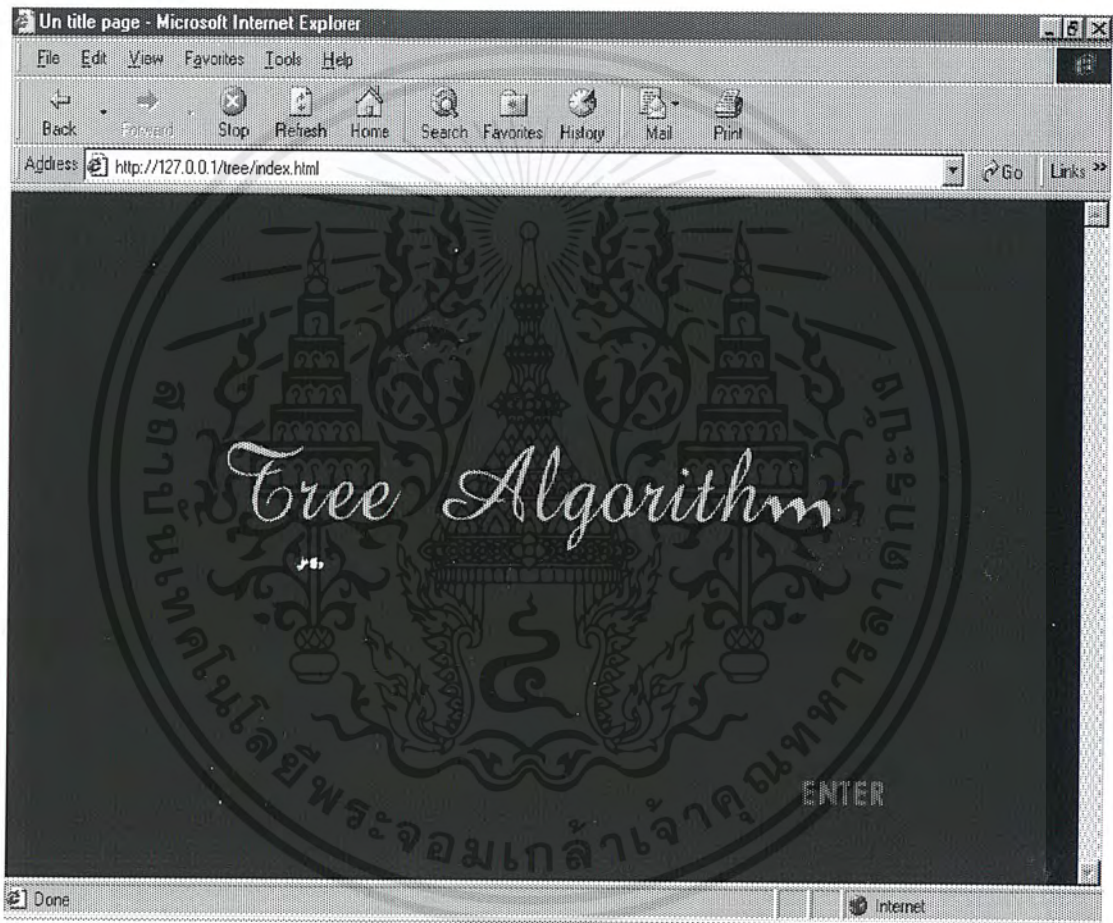 Un title page - Microsoft Internet Explorer
File Edit View Favorites Tools Help
Back Forward Stop Refresh Home Search Favorites History Mail Print
Address http://127.0.0.1/tree/index.html Go Links »
Tree Algorithm
ENTER
สถาบันเทคโนโลยีพระจอมเกล้าเจ้าคุณทหารลาดกระบัง
Done Internet